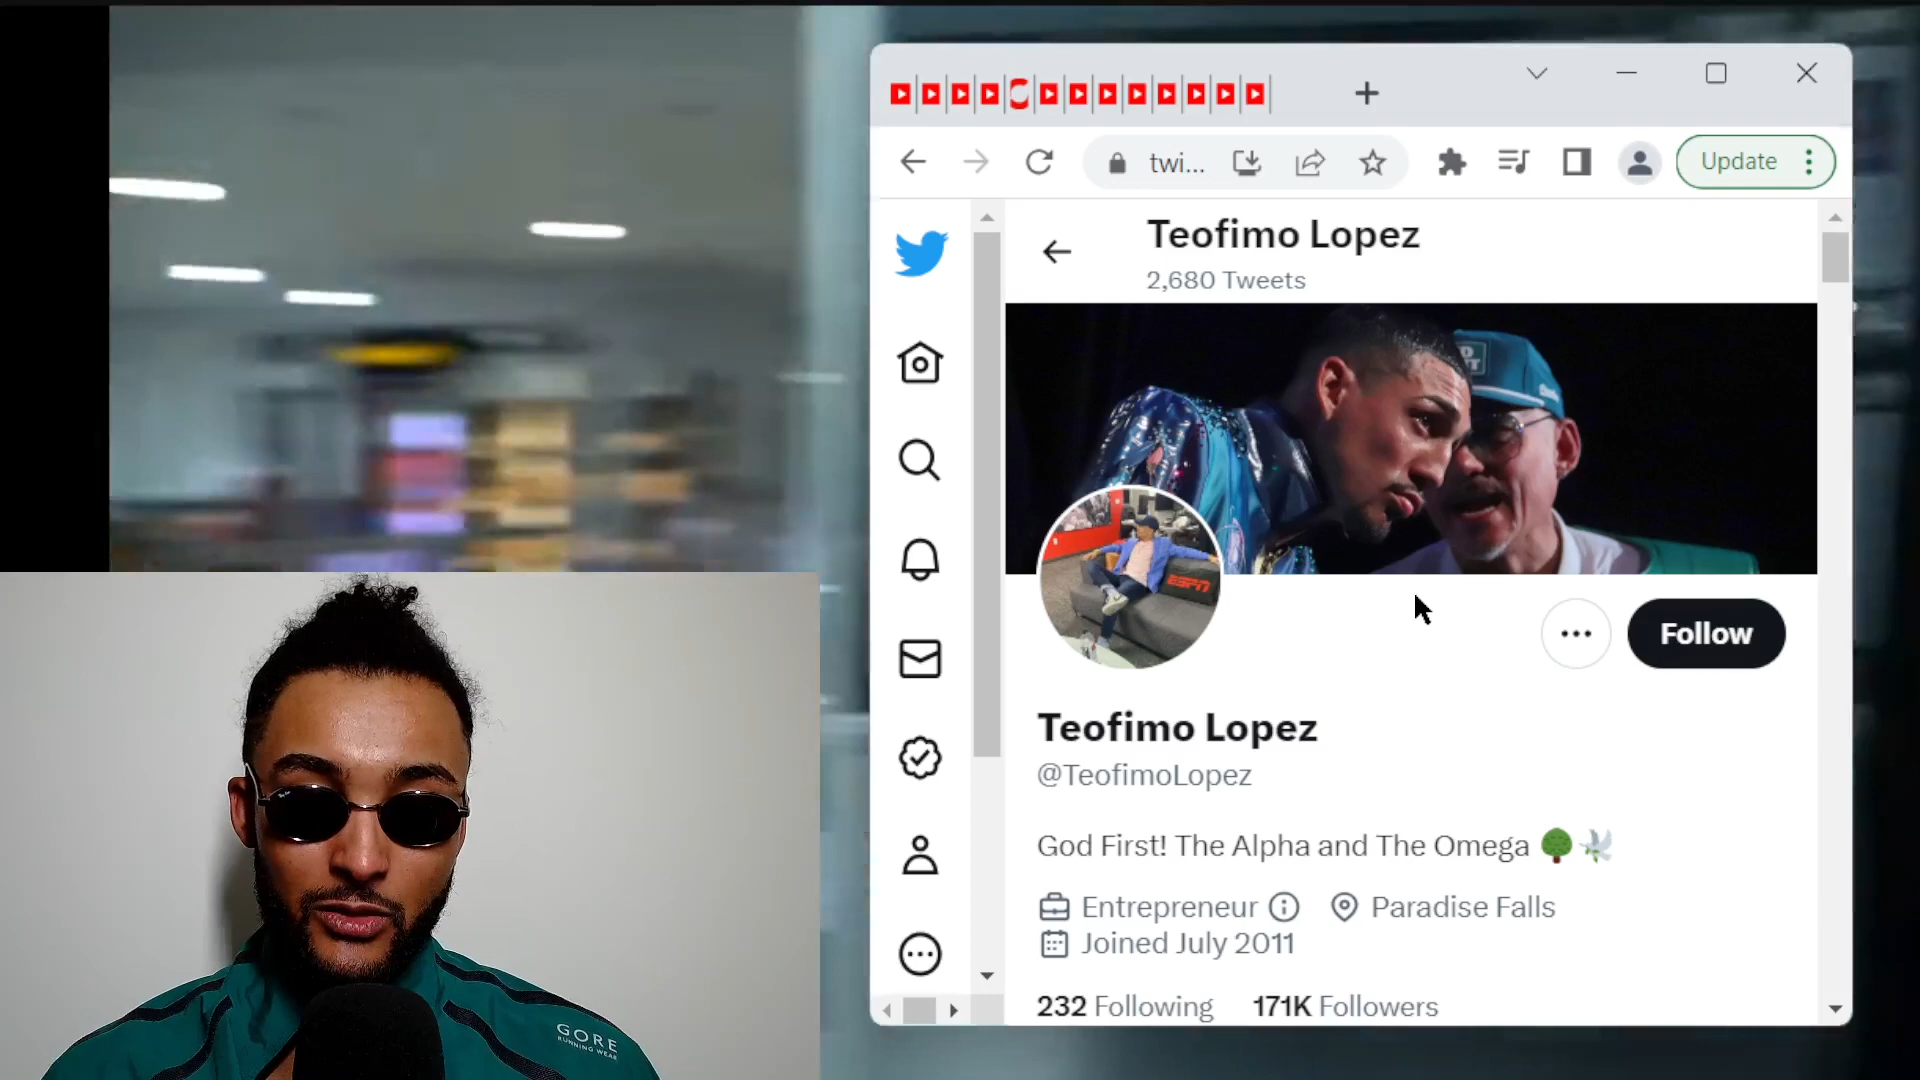 twi...
Update
Teofimo Lopez
2,680 Tweets
ESPN
Follow
Teofimo Lopez
@TeofimoLopez
God First! The Alpha and The Omega
Entrepreneur
Paradise Falls
Joined July 2011
232 Following
171K Followers
GORE
RUNNING WEAR